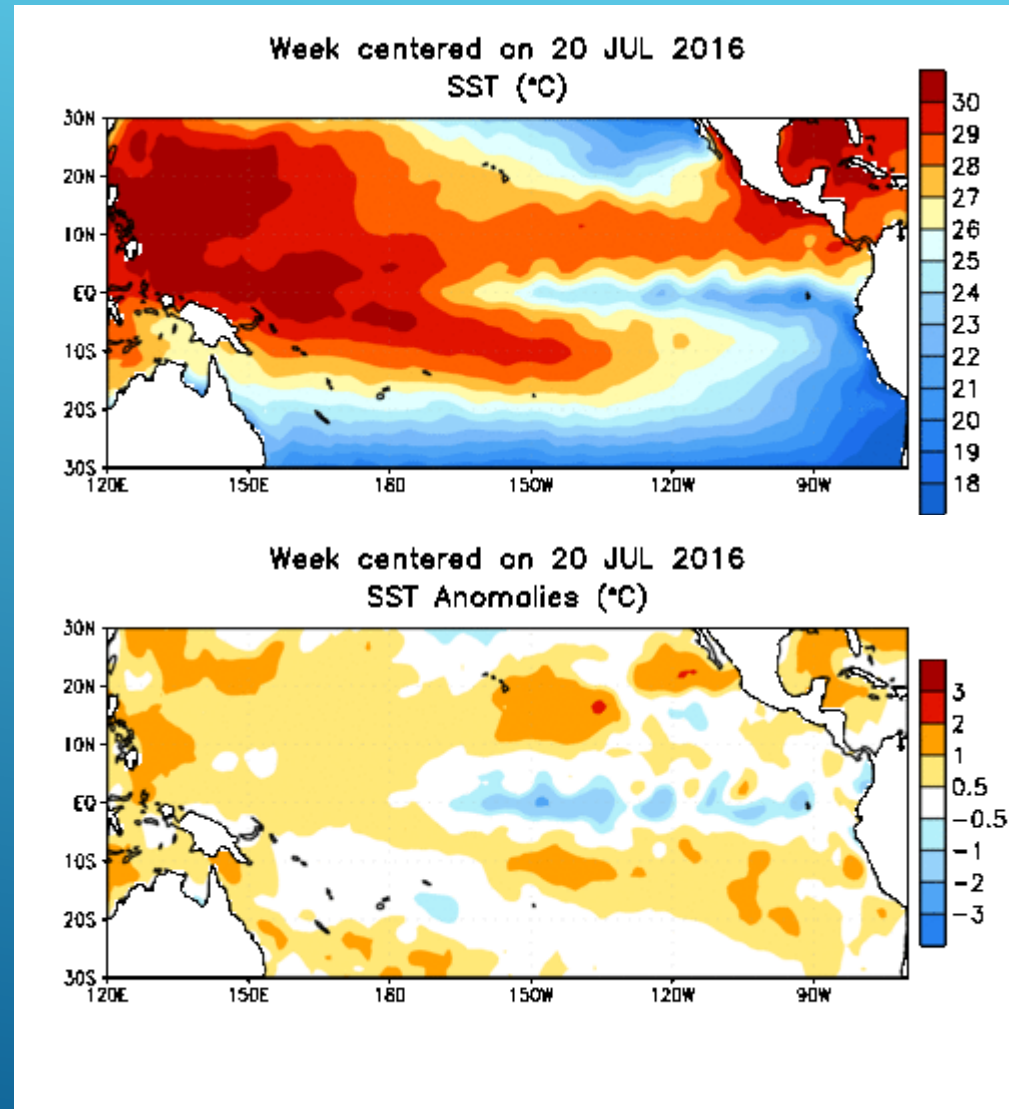 Week centered on 20 JUL 2016
SST (°C)
30N
20N
10N
EQ
10S
20S
30S
120E 150E 180 150W 120W 90W
30
29
28
27
26
25
24
23
22
21
20
19
18
Week centered on 20 JUL 2016
SST Anomalies (°C)
30N
20N
10N
EQ
10S
20S
30S
120E 150E 180 150W 120W 90W
3
2
1
0.5
-0.5
-1
-2
-3